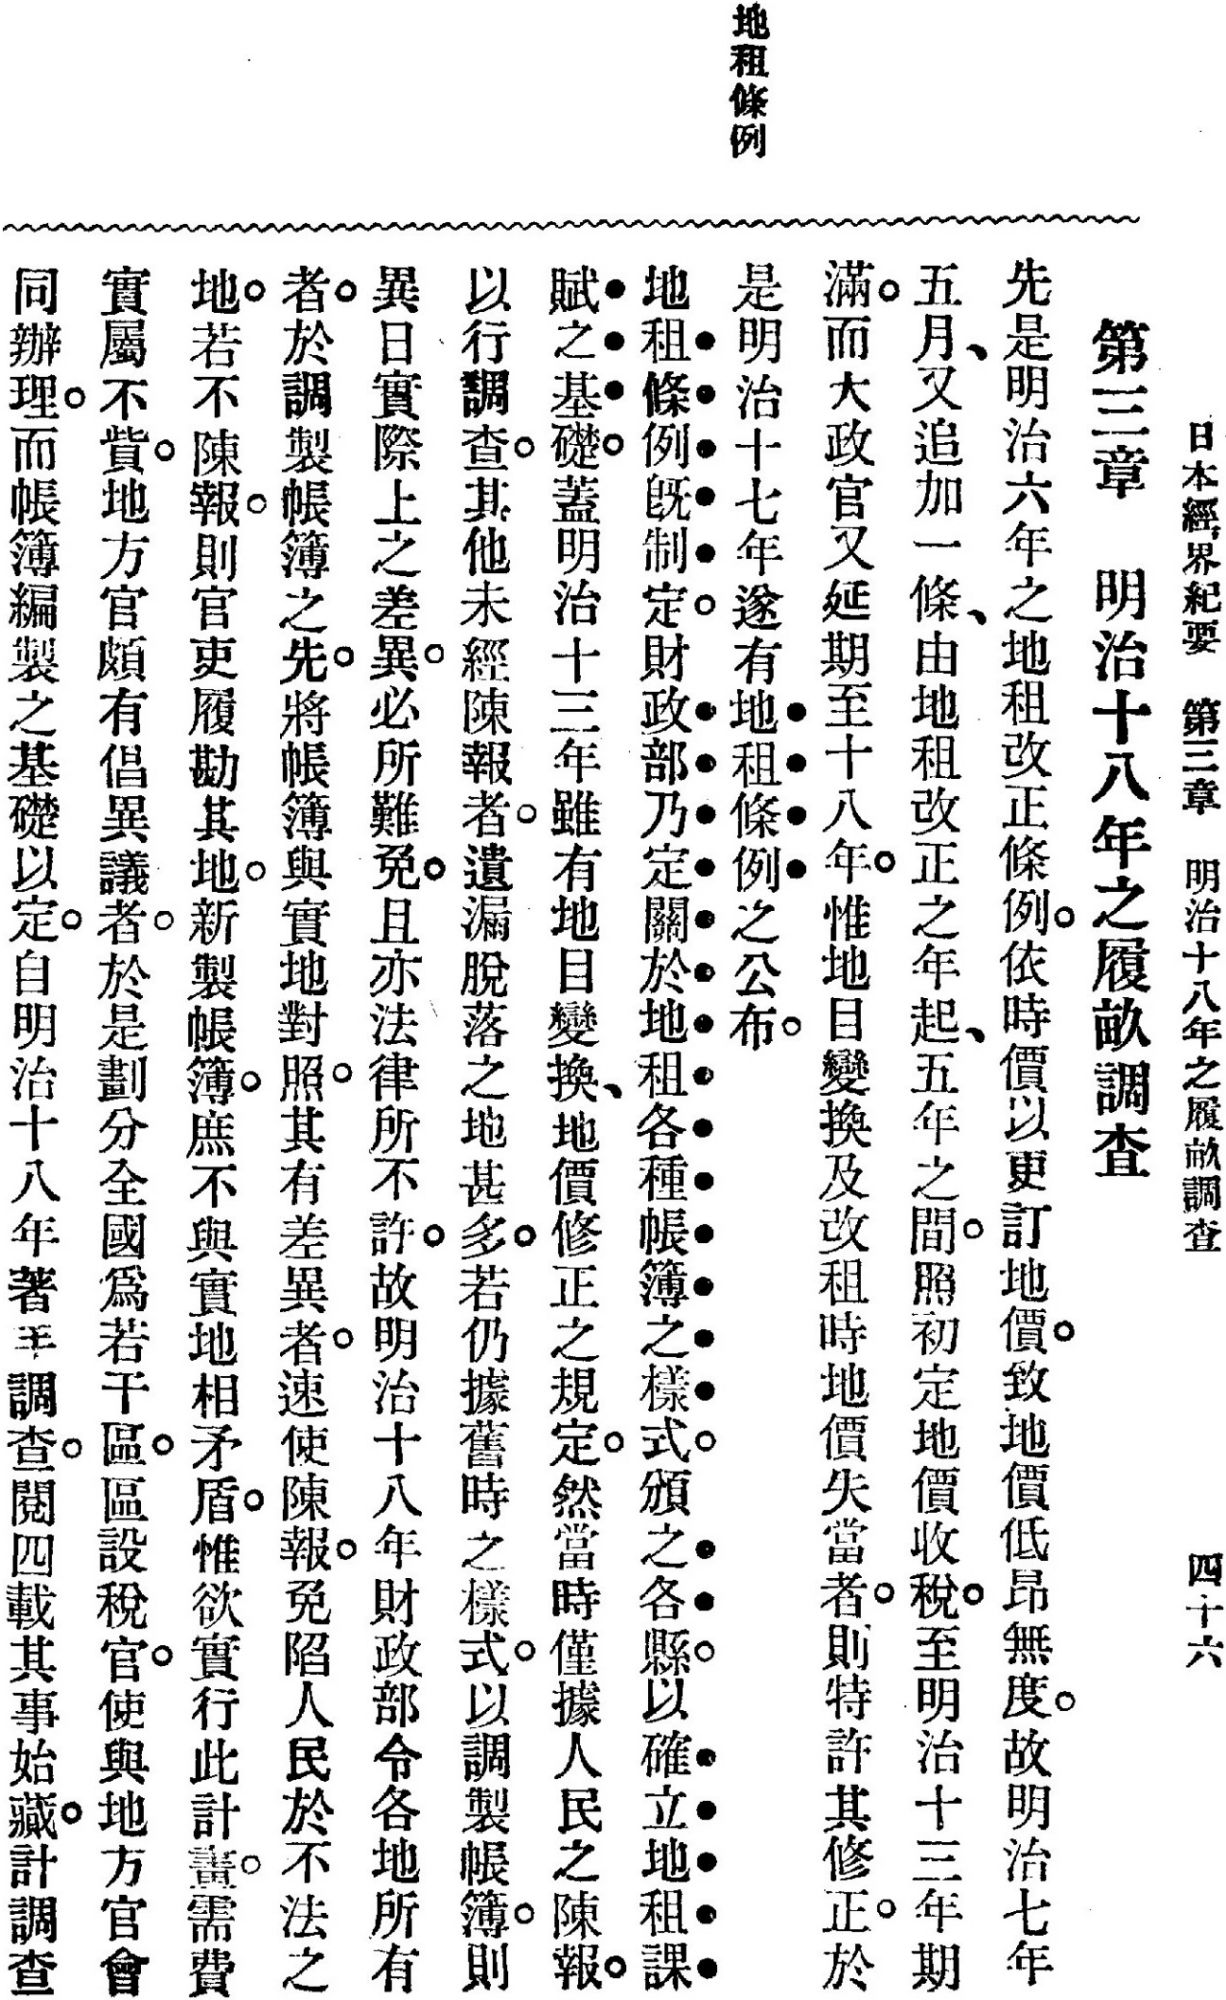 日本經界紀要　第三章　明治十八年之履畝調查　四十六
第三章　明治十八年之履畝調查
先是明治六年之地租改正條例。依時價以更訂地價。致地價低昂無度。故明治七年
五月、又追加一條、由地租改正之年起、五年之間。照初定地價收稅。至明治十三年期
滿。而大政官又延期至十八年。惟地目變換及改租時地價失當者。則特許其修正。於
是明治十七年遂有地租條例之公布。
地租條例
地租條例既制定。財政部乃定關於地租各種帳簿之樣式。頒之各縣。以確立地租課
賦之基礎。蓋明治十三年雖有地目變換、地價修正之規定。然當時僅據人民之陳報。
以行調查。其他未經陳報者。遺漏脫落之地甚多。若仍據舊時之樣式。以調製帳簿。則
異日實際上之差異。必所難免。且亦法律所不許。故明治十八年財政部令各地所有
者。於調製帳簿之先。將帳簿與實地對照。其有差異者。速使陳報。免陷人民於不法之
地。若不陳報。則官吏履勘其地。新製帳簿。庶不與實地相矛盾。惟欲實行此計畫。需費
實屬不貲。地方官頗有倡異議者。於是劃分全國爲若干區。區設稅官。使與地方官會
同辦理。而帳簿編製之基礎以定。自明治十八年著手調查。閱四載其事始藏。計調查